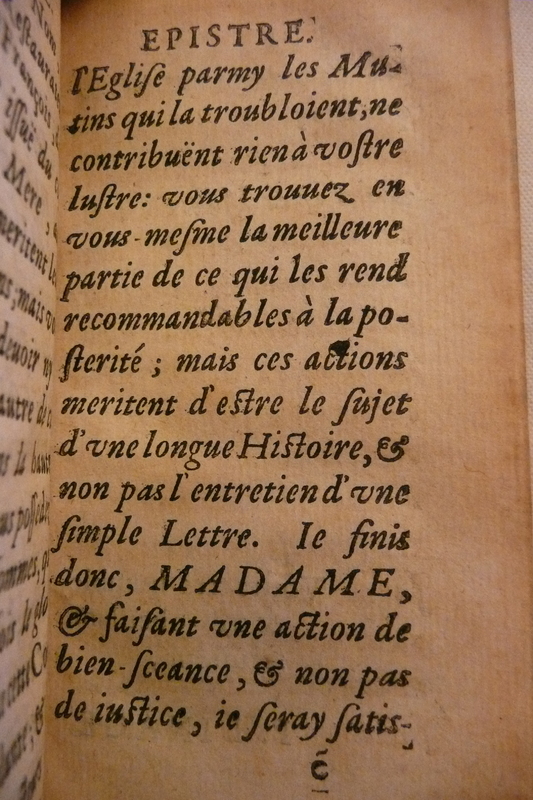 EPISTRE.
l'Egliſe parmy les Mu-
tins qui la troubloient, ne
contribuënt rien à voſtre
luſtre: vous trouuez en
vous-meſme la meilleure
partie de ce qui les rend
recommandables à la po-
ſterité ; mais ces actions
meritent d'eſtre le ſujet
d'vne longue Hiſtoire, &
non pas l'entretien d'vne
ſimple Lettre. Ie finis
donc, MADAME,
& faiſant vne action de
bien-ſceance, & non pas
de iuſtice, ie ſeray ſatis-
é